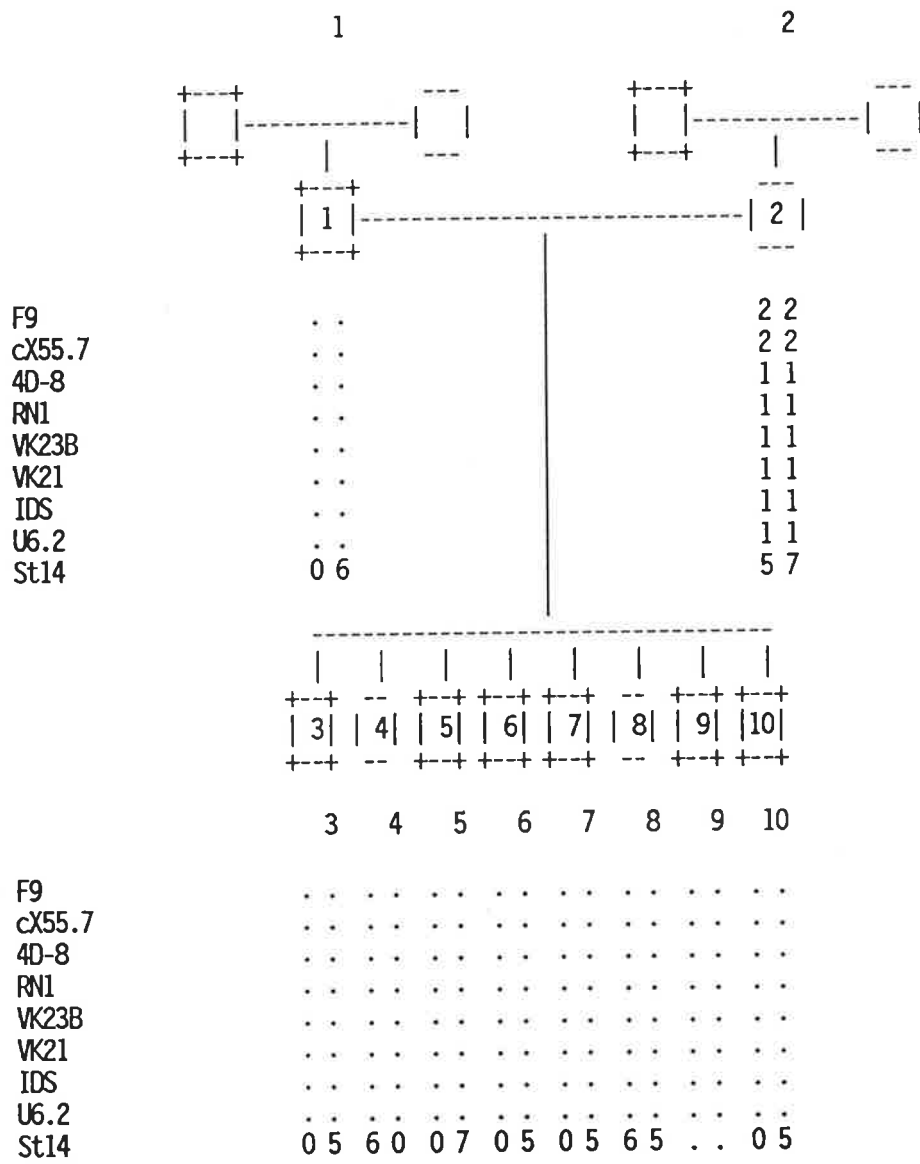 1 2
1 2
F9 . . 2 2
cX55.7 . . 2 2
4D-8 . . 1 1
RN1 . . 1 1
VK23B . . 1 1
VK21 . . 1 1
IDS . . 1 1
U6.2 . . 1 1
St14 0 6 5 7
3 4 5 6 7 8 9 10
3 4 5 6 7 8 9 10
F9 . . . . . . . . . . . . . . . .
cX55.7 . . . . . . . . . . . . . . . .
4D-8 . . . . . . . . . . . . . . . .
RN1 . . . . . . . . . . . . . . . .
VK23B . . . . . . . . . . . . . . . .
VK21 . . . . . . . . . . . . . . . .
IDS . . . . . . . . . . . . . . . .
U6.2 . . . . . . . . . . . . . . . .
St14 0 5 6 0 0 7 0 5 0 5 6 5 . . 0 5